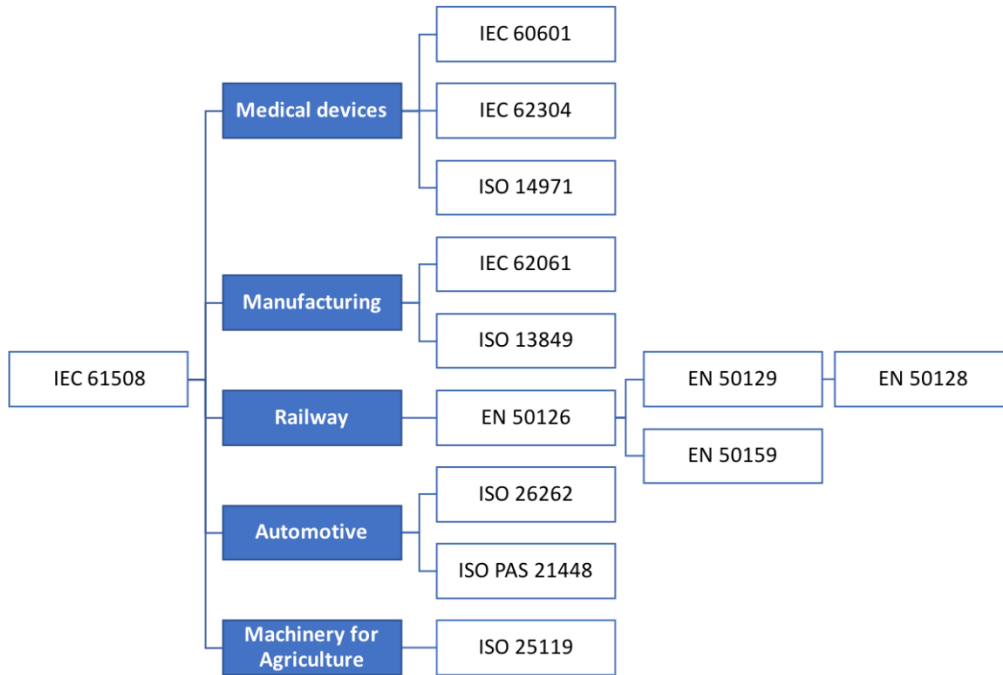 IEC 61508
Medical devices
IEC 60601
IEC 62304
ISO 14971
Manufacturing
IEC 62061
ISO 13849
Railway
EN 50126
EN 50129
EN 50128
EN 50159
Automotive
ISO 26262
ISO PAS 21448
Machinery for
Agriculture
ISO 25119